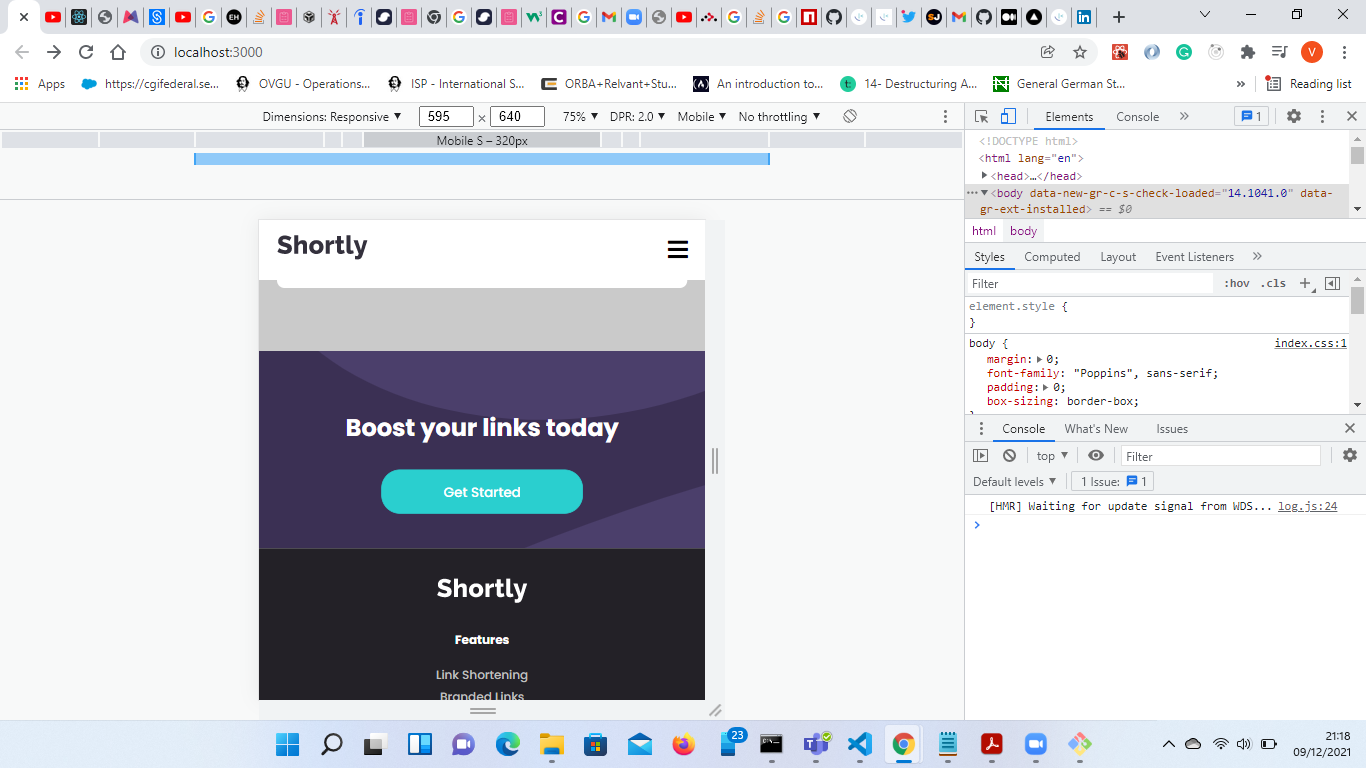 localhost:3000
V
Apps
https://cgifederal.se...
OVGU - Operations...
ISP - International S...
ORBA+Relvant+Stu...
An introduction to...
14- Destructuring A...
General German St...
»
Reading list
Dimensions: Responsive
595 × 640
75%
DPR: 2.0
Mobile
No throttling
Elements
Console
»
1
Mobile S – 320px
<!DOCTYPE html>
<html lang="en">
<head>…</head>
<body data-new-gr-c-s-check-loaded="14.1041.0" data-
gr-ext-installed> == $0
html
body
Styles
Computed
Layout
Event Listeners
»
Filter
:hov
.cls
element.style {
}
body {
index.css:1
margin: 0;
font-family: "Poppins", sans-serif;
padding: 0;
box-sizing: border-box;
Console
What's New
Issues
top
Filter
Default levels
1 Issue: 1
[HMR] Waiting for update signal from WDS...
log.js:24
Shortly
Boost your links today
Get Started
Shortly
Features
Link Shortening
Branded Links
23
21:18
09/12/2021